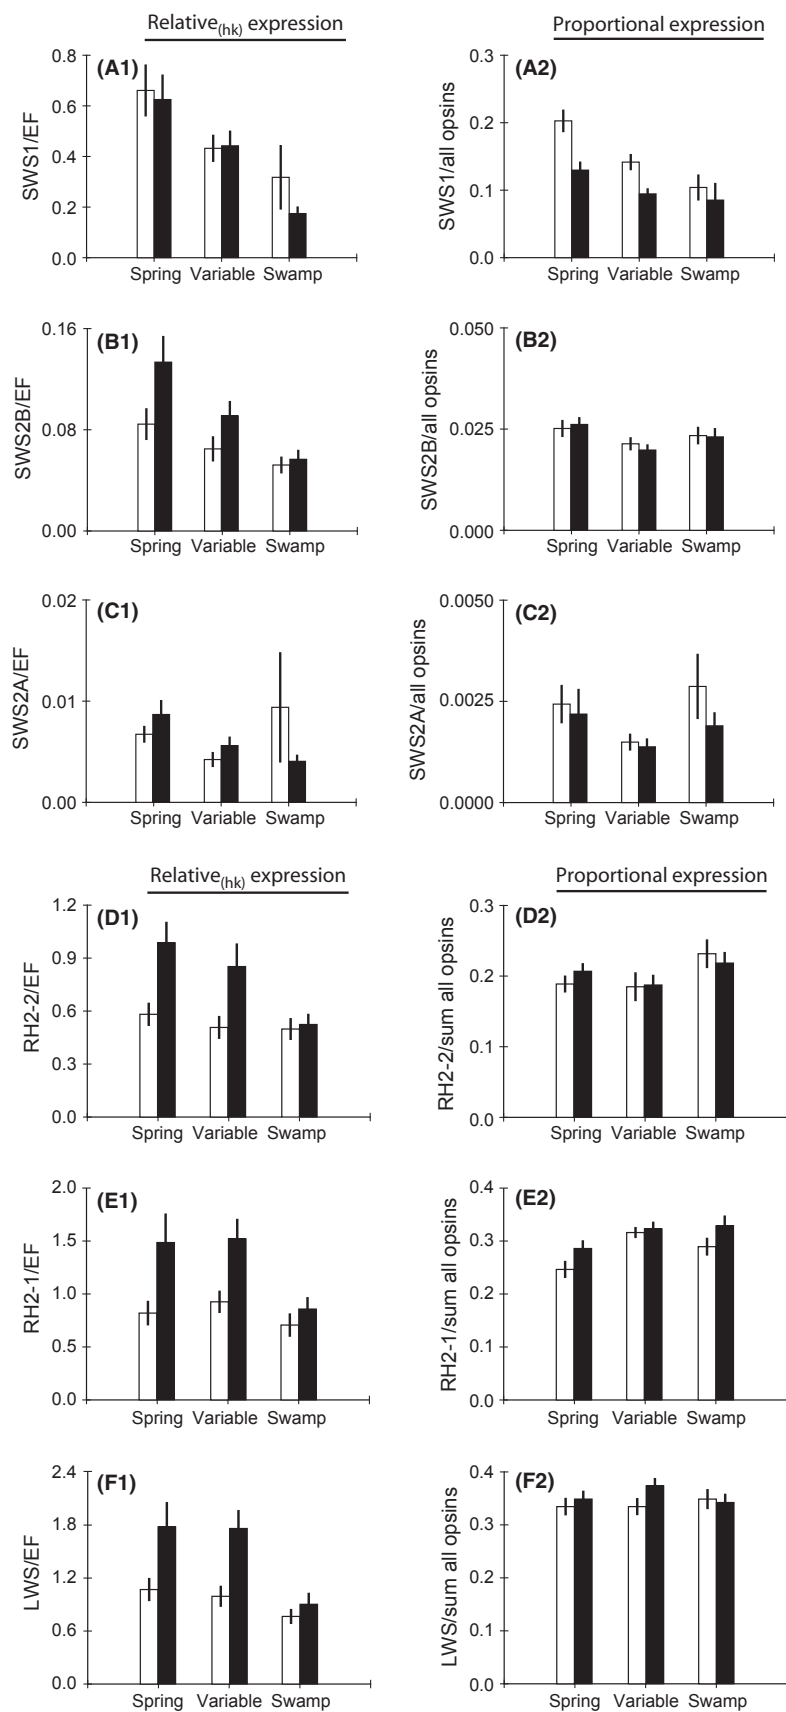 Relative(hk) expression
Proportional expression
(A1)
SWS1/EF
0.8
0.6
0.4
0.2
0.0
Spring Variable Swamp
(A2)
SWS1/all opsins
0.3
0.2
0.1
0.0
Spring Variable Swamp
(B1)
SWS2B/EF
0.16
0.08
0.00
Spring Variable Swamp
(B2)
SWS2B/all opsins
0.050
0.025
0.000
Spring Variable Swamp
(C1)
SWS2A/EF
0.02
0.01
0.00
Spring Variable Swamp
(C2)
SWS2A/all opsins
0.0050
0.0025
0.0000
Spring Variable Swamp
Relative(hk) expression
Proportional expression
(D1)
RH2-2/EF
1.2
0.9
0.6
0.3
0.0
Spring Variable Swamp
(D2)
RH2-2/sum all opsins
0.3
0.2
0.1
0.0
Spring Variable Swamp
(E1)
RH2-1/EF
2.0
1.5
1.0
0.5
0.0
Spring Variable Swamp
(E2)
RH2-1/sum all opsins
0.4
0.3
0.2
0.1
0.0
Spring Variable Swamp
(F1)
LWS/EF
2.4
1.8
1.2
0.6
0.0
Spring Variable Swamp
(F2)
LWS/sum all opsins
0.4
0.3
0.2
0.1
0.0
Spring Variable Swamp